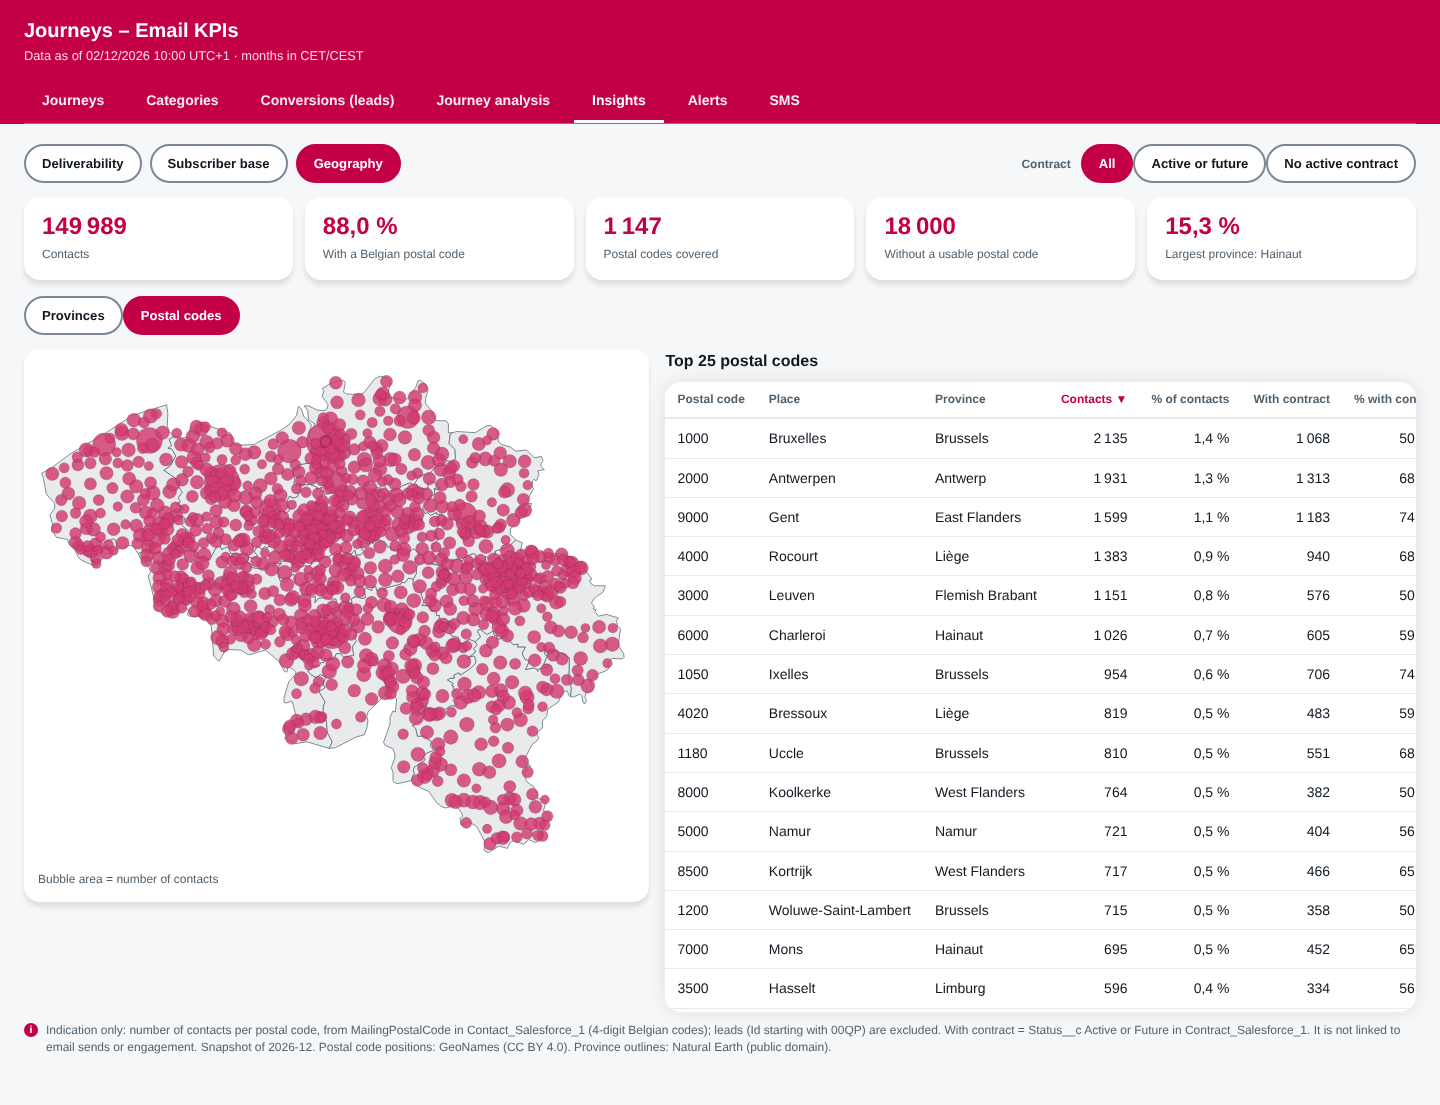 Journeys – Email KPIs
Data as of 02/12/2026 10:00 UTC+1 · months in CET/CEST
Journeys Categories Conversions (leads) Journey analysis Insights Alerts SMS
Deliverability Subscriber base Geography Contract All Active or future No active contract
149 989 88,0 % 1 147 18 000 15,3 %
Contacts With a Belgian postal code Postal codes covered Without a usable postal code Largest province: Hainaut
Provinces Postal codes
Bubble area = number of contacts
Top 25 postal codes
Postal code Place Province Contacts ▼ % of contacts With contract % with con
1000 Bruxelles Brussels 2 135 1,4 % 1 068 50
2000 Antwerpen Antwerp 1 931 1,3 % 1 313 68
9000 Gent East Flanders 1 599 1,1 % 1 183 74
4000 Rocourt Liège 1 383 0,9 % 940 68
3000 Leuven Flemish Brabant 1 151 0,8 % 576 50
6000 Charleroi Hainaut 1 026 0,7 % 605 59
1050 Ixelles Brussels 954 0,6 % 706 74
4020 Bressoux Liège 819 0,5 % 483 59
1180 Uccle Brussels 810 0,5 % 551 68
8000 Koolkerke West Flanders 764 0,5 % 382 50
5000 Namur Namur 721 0,5 % 404 56
8500 Kortrijk West Flanders 717 0,5 % 466 65
1200 Woluwe-Saint-Lambert Brussels 715 0,5 % 358 50
7000 Mons Hainaut 695 0,5 % 452 65
3500 Hasselt Limburg 596 0,4 % 334 56
i Indication only: number of contacts per postal code, from MailingPostalCode in Contact_Salesforce_1 (4-digit Belgian codes); leads (Id starting with 00QP) are excluded. With contract = Status__c Active or Future in Contract_Salesforce_1. It is not linked to
email sends or engagement. Snapshot of 2026-12. Postal code positions: GeoNames (CC BY 4.0). Province outlines: Natural Earth (public domain).